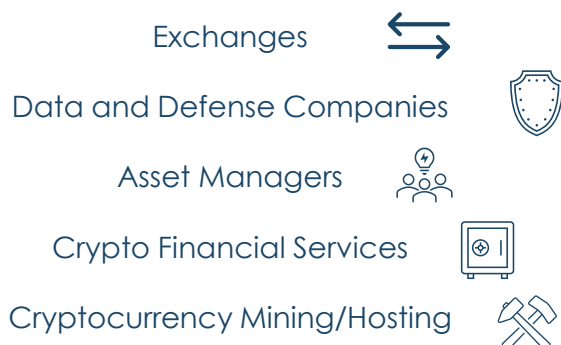 Exchanges
Data and Defense Companies
Asset Managers
Crypto Financial Services
Cryptocurrency Mining/Hosting